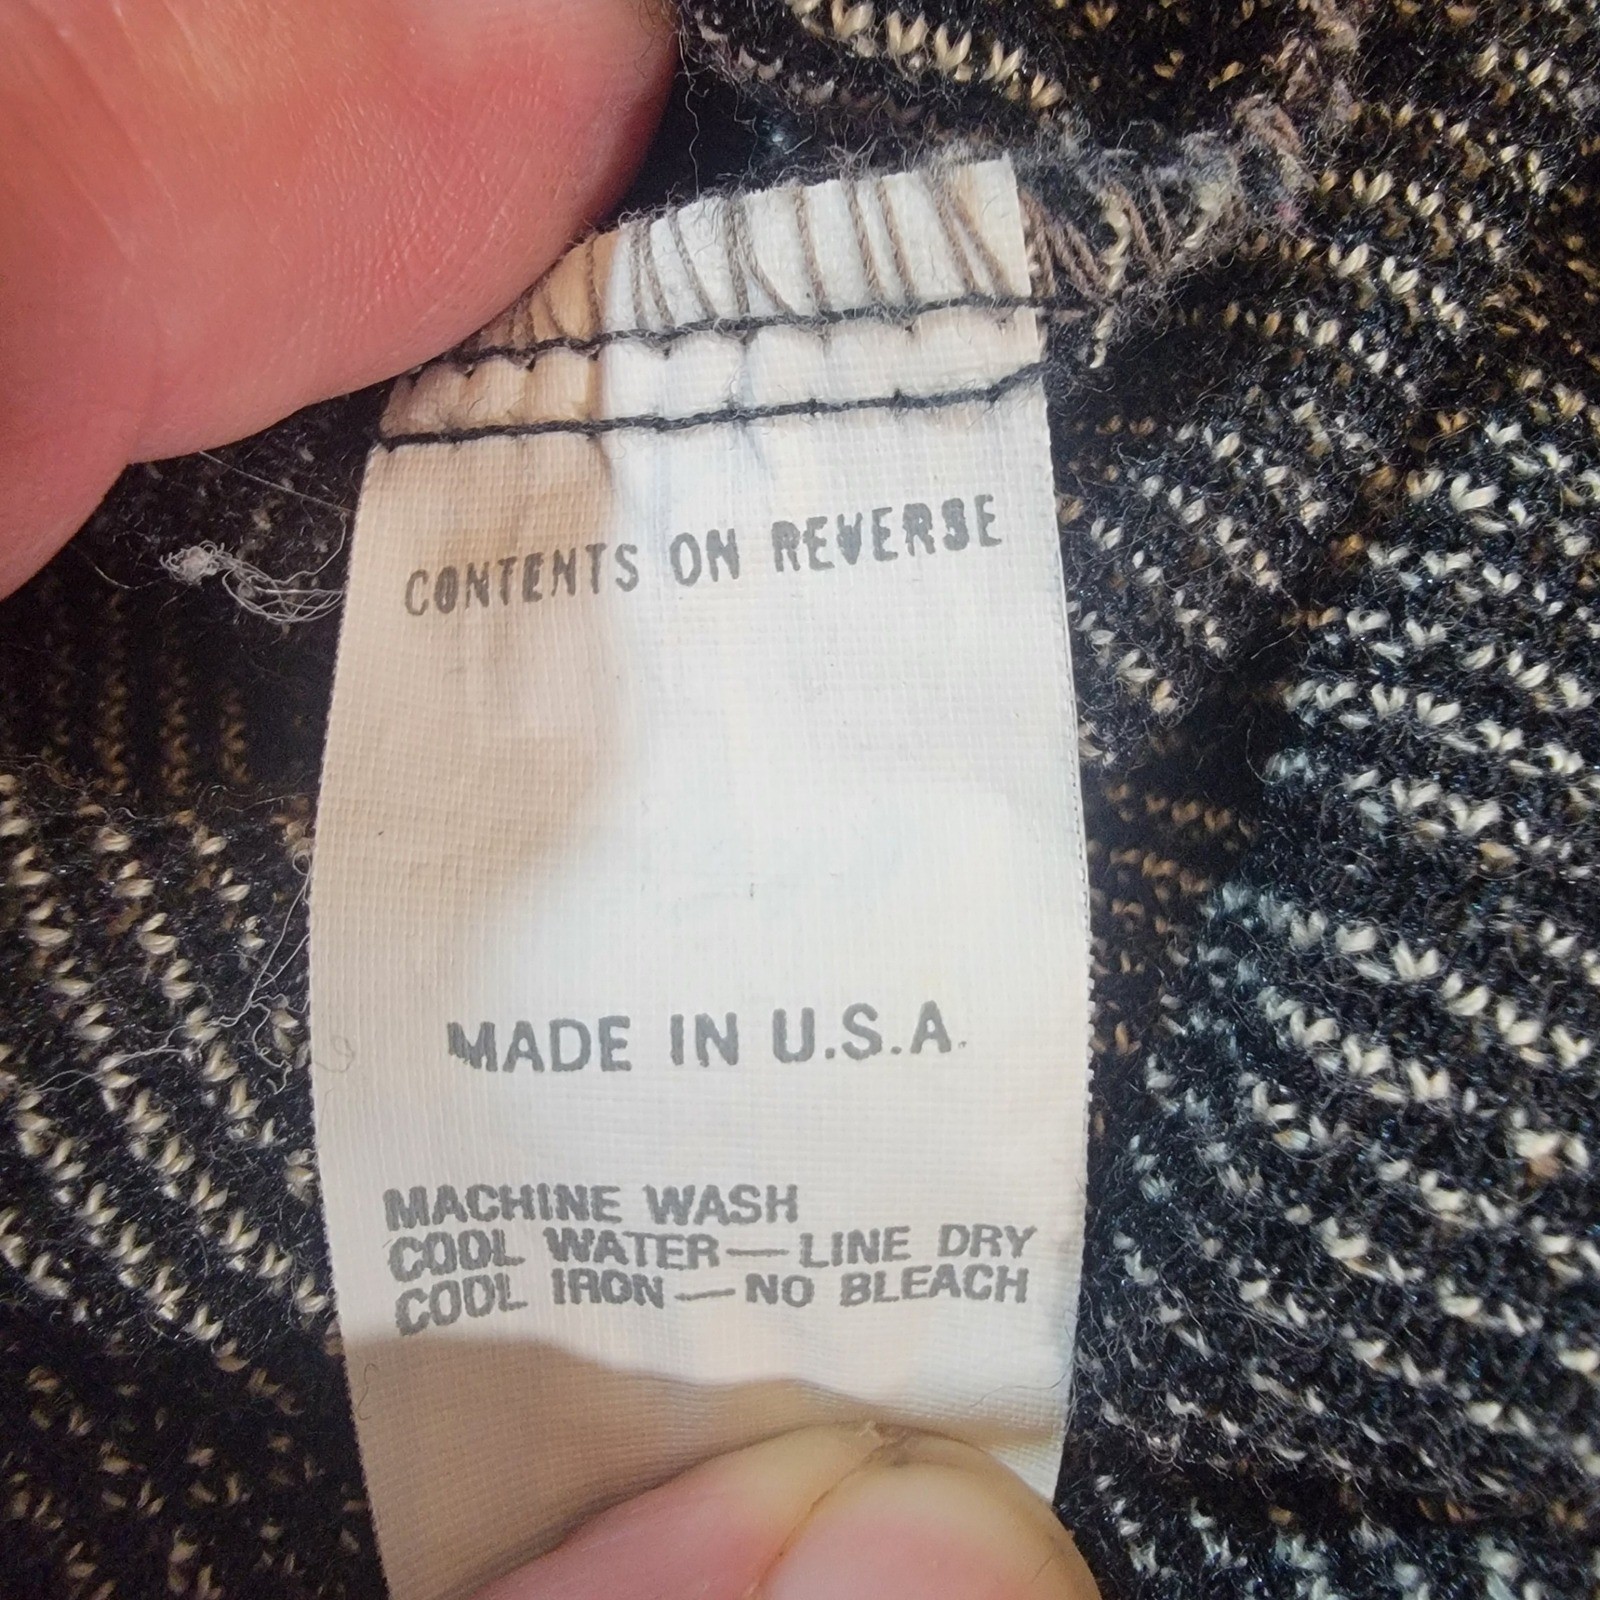 CONTENTS ON REVERSE
MADE IN U.S.A.
MACHINE WASH
COOL WATER — LINE DRY
COOL IRON — NO BLEACH